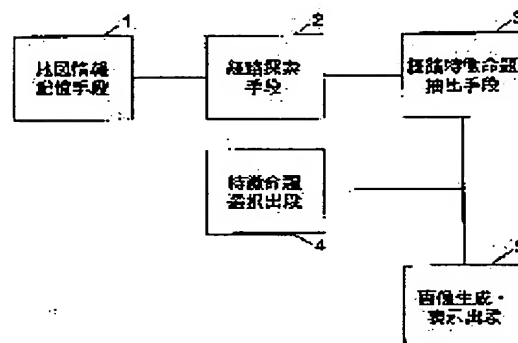 1
地図情報
記憶手段
2
経路探索
手段
3
経路特徴命題
抽出手段
特徴命題
選択手段
4
5
画像生成・
表示手段